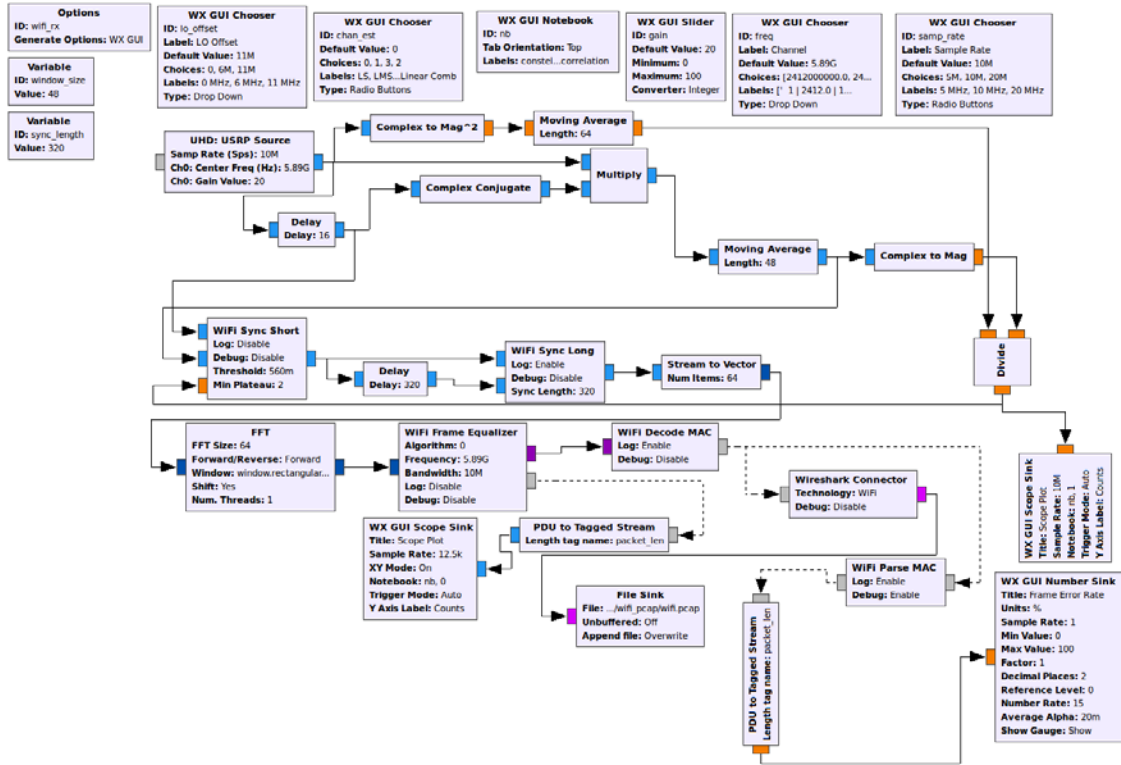 Options
ID: wifi_rx
Generate Options: WX GUI
Variable
ID: window_size
Value: 48
Variable
ID: sync_length
Value: 320
WX GUI Chooser
ID: lo_offset
Label: LO Offset
Default Value: 11M
Choices: 0, 6M, 11M
Labels: 0 MHz, 6 MHz, 11 MHz
Type: Drop Down
WX GUI Chooser
ID: chan_est
Default Value: 0
Choices: 0, 1, 3, 2
Labels: LS, LMS...Linear Comb
Type: Radio Buttons
WX GUI Notebook
ID: nb
Tab Orientation: Top
Labels: constel...correlation
WX GUI Slider
ID: gain
Default Value: 20
Minimum: 0
Maximum: 100
Converter: Integer
WX GUI Chooser
ID: freq
Label: Channel
Default Value: 5.89G
Choices: [2412000000.0, 24...
Labels: [' 1 | 2412.0 | 1...
Type: Drop Down
WX GUI Chooser
ID: samp_rate
Label: Sample Rate
Default Value: 10M
Choices: 5M, 10M, 20M
Labels: 5 MHz, 10 MHz, 20 MHz
Type: Radio Buttons
UHD: USRP Source
Samp Rate (Sps): 10M
Ch0: Center Freq (Hz): 5.89G
Ch0: Gain Value: 20
Complex to Mag^2
Moving Average
Length: 64
Complex Conjugate
Multiply
Delay
Delay: 16
Moving Average
Length: 48
Complex to Mag
WiFi Sync Short
Log: Disable
Debug: Disable
Threshold: 560m
Min Plateau: 2
Delay
Delay: 320
WiFi Sync Long
Log: Enable
Debug: Disable
Sync Length: 320
Stream to Vector
Num Items: 64
Divide
FFT
FFT Size: 64
Forward/Reverse: Forward
Window: window.rectangular...
Shift: Yes
Num. Threads: 1
WiFi Frame Equalizer
Algorithm: 0
Frequency: 5.89G
Bandwidth: 10M
Log: Disable
Debug: Disable
WiFi Decode MAC
Log: Enable
Debug: Disable
Wireshark Connector
Technology: WiFi
Debug: Disable
WX GUI Scope Sink
Title: Scope Plot
Sample Rate: 10M
Notebook: nb, 1
Trigger Mode: Auto
Y Axis Label: Counts
WX GUI Scope Sink
Title: Scope Plot
Sample Rate: 12.5k
XY Mode: On
Notebook: nb, 0
Trigger Mode: Auto
Y Axis Label: Counts
PDU to Tagged Stream
Length tag name: packet_len
File Sink
File: .../wifi_pcap/wifi.pcap
Unbuffered: Off
Append file: Overwrite
WiFi Parse MAC
Log: Enable
Debug: Enable
PDU to Tagged Stream
Length tag name: packet_len
WX GUI Number Sink
Title: Frame Error Rate
Units: %
Sample Rate: 1
Min Value: 0
Max Value: 100
Factor: 1
Decimal Places: 2
Reference Level: 0
Number Rate: 15
Average Alpha: 20m
Show Gauge: Show